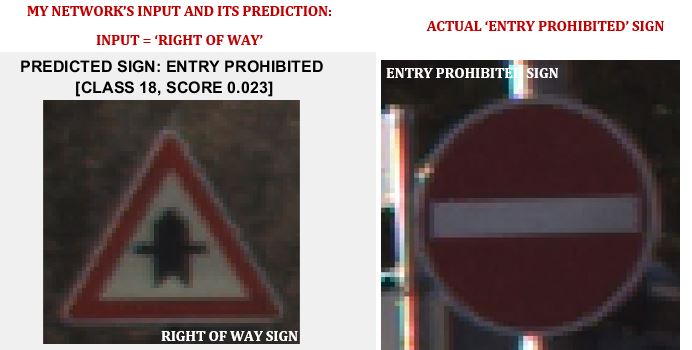 MY NETWORK'S INPUT AND ITS PREDICTION:
INPUT = ‘RIGHT OF WAY’
PREDICTED SIGN: ENTRY PROHIBITED
[CLASS 18, SCORE 0.023]
RIGHT OF WAY SIGN
ACTUAL ‘ENTRY PROHIBITED’ SIGN
ENTRY PROHIBITED SIGN